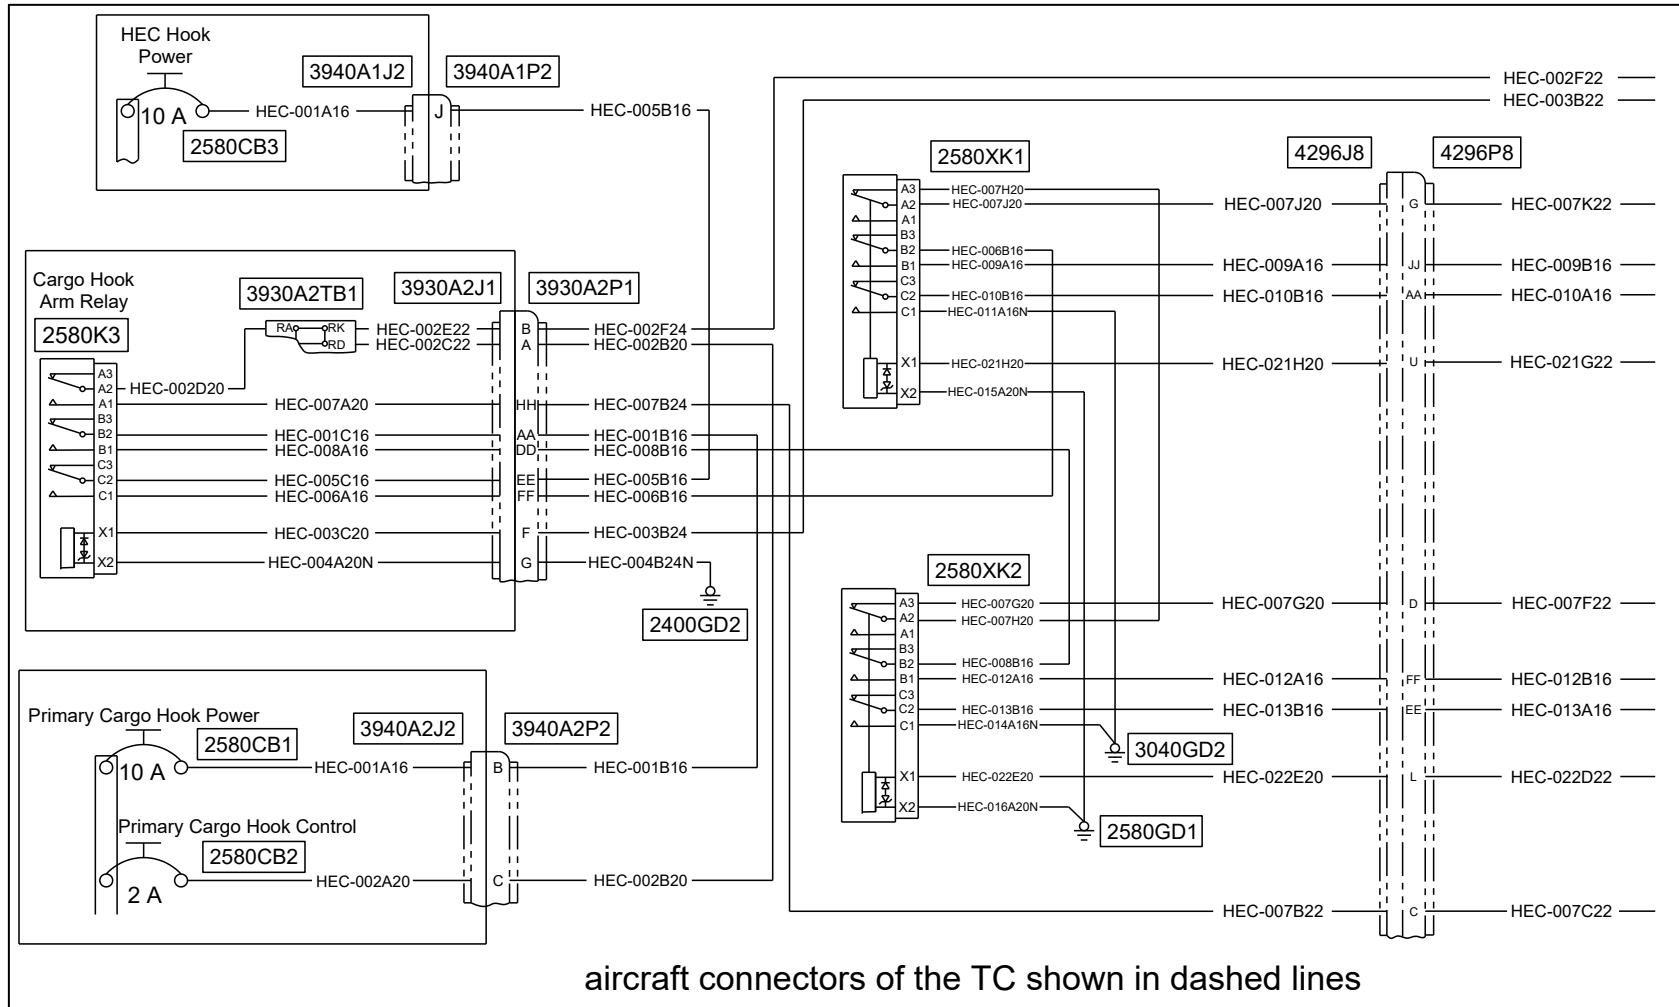 HEC Hook
Power
10 A
2580CB3
HEC-001A16
3940A1J2
3940A1P2
J
HEC-005B16
HEC-002F22
HEC-003B22
Cargo Hook
Arm Relay
2580K3
3930A2TB1
3930A2J1
3930A2P1
RA
RK
RD
HEC-002E22
HEC-002C22
B
A
HEC-002F24
HEC-002B20
A3
A2
HEC-002D20
A1
HEC-007A20
HH
HEC-007B24
B3
B2
HEC-001C16
AA
HEC-001B16
B1
HEC-008A16
DD
HEC-008B16
C3
C2
HEC-005C16
EE
HEC-005B16
C1
HEC-006A16
FF
HEC-006B16
X1
HEC-003C20
F
HEC-003B24
X2
HEC-004A20N
G
HEC-004B24N
2400GD2
Primary Cargo Hook Power
10 A
2580CB1
HEC-001A16
3940A2J2
3940A2P2
B
HEC-001B16
Primary Cargo Hook Control
2 A
2580CB2
HEC-002A20
C
HEC-002B20
2580XK1
A3
HEC-007H20
A2
HEC-007J20
A1
B3
B2
HEC-006B16
B1
HEC-009A16
C3
C2
HEC-010B16
C1
HEC-011A16N
X1
HEC-021H20
X2
HEC-015A20N
2580XK2
A3
HEC-007G20
A2
HEC-007H20
A1
B3
B2
HEC-008B16
B1
HEC-012A16
C3
C2
HEC-013B16
C1
HEC-014A16N
3040GD2
X1
HEC-022E20
X2
HEC-016A20N
2580GD1
4296J8
4296P8
HEC-007J20
G
HEC-007K22
HEC-009A16
JJ
HEC-009B16
HEC-010B16
AA
HEC-010A16
HEC-021H20
U
HEC-021G22
HEC-007G20
D
HEC-007F22
HEC-012A16
FF
HEC-012B16
HEC-013B16
EE
HEC-013A16
HEC-022E20
L
HEC-022D22
HEC-007B22
C
HEC-007C22
aircraft connectors of the TC shown in dashed lines